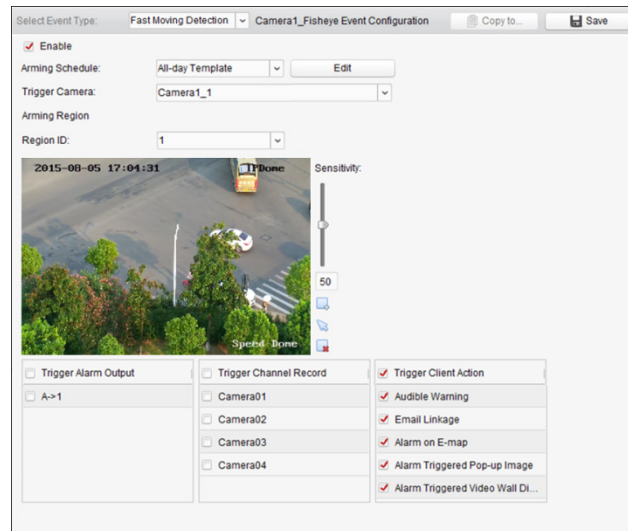 Select Event Type: Fast Moving Detection Camera1_Fisheye Event Configuration Copy to... Save
Enable
Arming Schedule: All-day Template Edit
Trigger Camera: Camera1_1
Arming Region
Region ID: 1
2015-08-05 17:04:31 IPDome Sensitivity:
50
Speed Dome
Trigger Alarm Output Trigger Channel Record Trigger Client Action
A->1 Camera01 Audible Warning
Camera02 Email Linkage
Camera03 Alarm on E-map
Camera04 Alarm Triggered Pop-up Image
Alarm Triggered Video Wall Di...